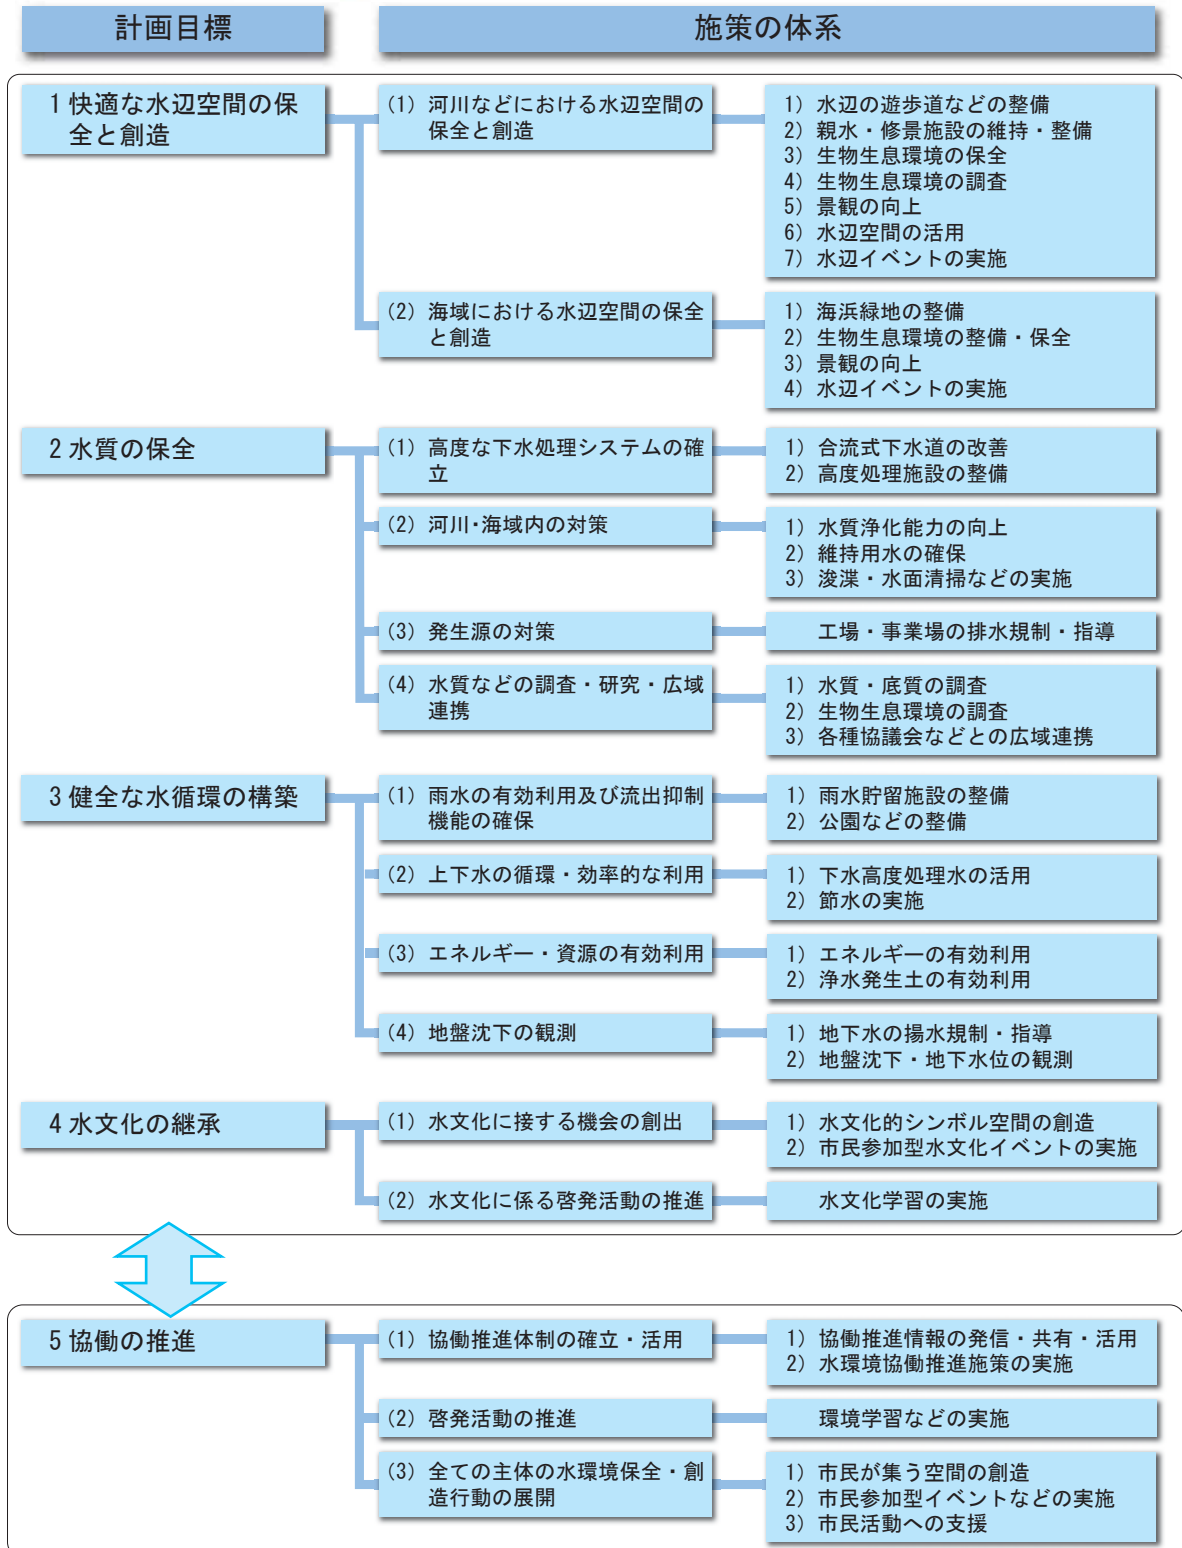 計画目標
施策の体系
1 快適な水辺空間の保
全と創造
(1) 河川などにおける水辺空間の
保全と創造
1) 水辺の遊歩道などの整備
2) 親水・修景施設の維持・整備
3) 生物生息環境の保全
4) 生物生息環境の調査
5) 景観の向上
6) 水辺空間の活用
7) 水辺イベントの実施
(2) 海域における水辺空間の保全
と創造
1) 海浜緑地の整備
2) 生物生息環境の整備・保全
3) 景観の向上
4) 水辺イベントの実施
2 水質の保全
(1) 高度な下水処理システムの確
立
1) 合流式下水道の改善
2) 高度処理施設の整備
(2) 河川・海域内の対策
1) 水質浄化能力の向上
2) 維持用水の確保
3) 浚渫・水面清掃などの実施
(3) 発生源の対策
工場・事業場の排水規制・指導
(4) 水質などの調査・研究・広域
連携
1) 水質・底質の調査
2) 生物生息環境の調査
3) 各種協議会などとの広域連携
3 健全な水循環の構築
(1) 雨水の有効利用及び流出抑制
機能の確保
1) 雨水貯留施設の整備
2) 公園などの整備
(2) 上下水の循環・効率的な利用
1) 下水高度処理水の活用
2) 節水の実施
(3) エネルギー・資源の有効利用
1) エネルギーの有効利用
2) 浄水発生土の有効利用
(4) 地盤沈下の観測
1) 地下水の揚水規制・指導
2) 地盤沈下・地下水位の観測
4 水文化の継承
(1) 水文化に接する機会の創出
1) 水文化的シンボル空間の創造
2) 市民参加型水文化イベントの実施
(2) 水文化に係る啓発活動の推進
水文化学習の実施
5 協働の推進
(1) 協働推進体制の確立・活用
1) 協働推進情報の発信・共有・活用
2) 水環境協働推進施策の実施
(2) 啓発活動の推進
環境学習などの実施
(3) 全ての主体の水環境保全・創
造行動の展開
1) 市民が集う空間の創造
2) 市民参加型イベントなどの実施
3) 市民活動への支援